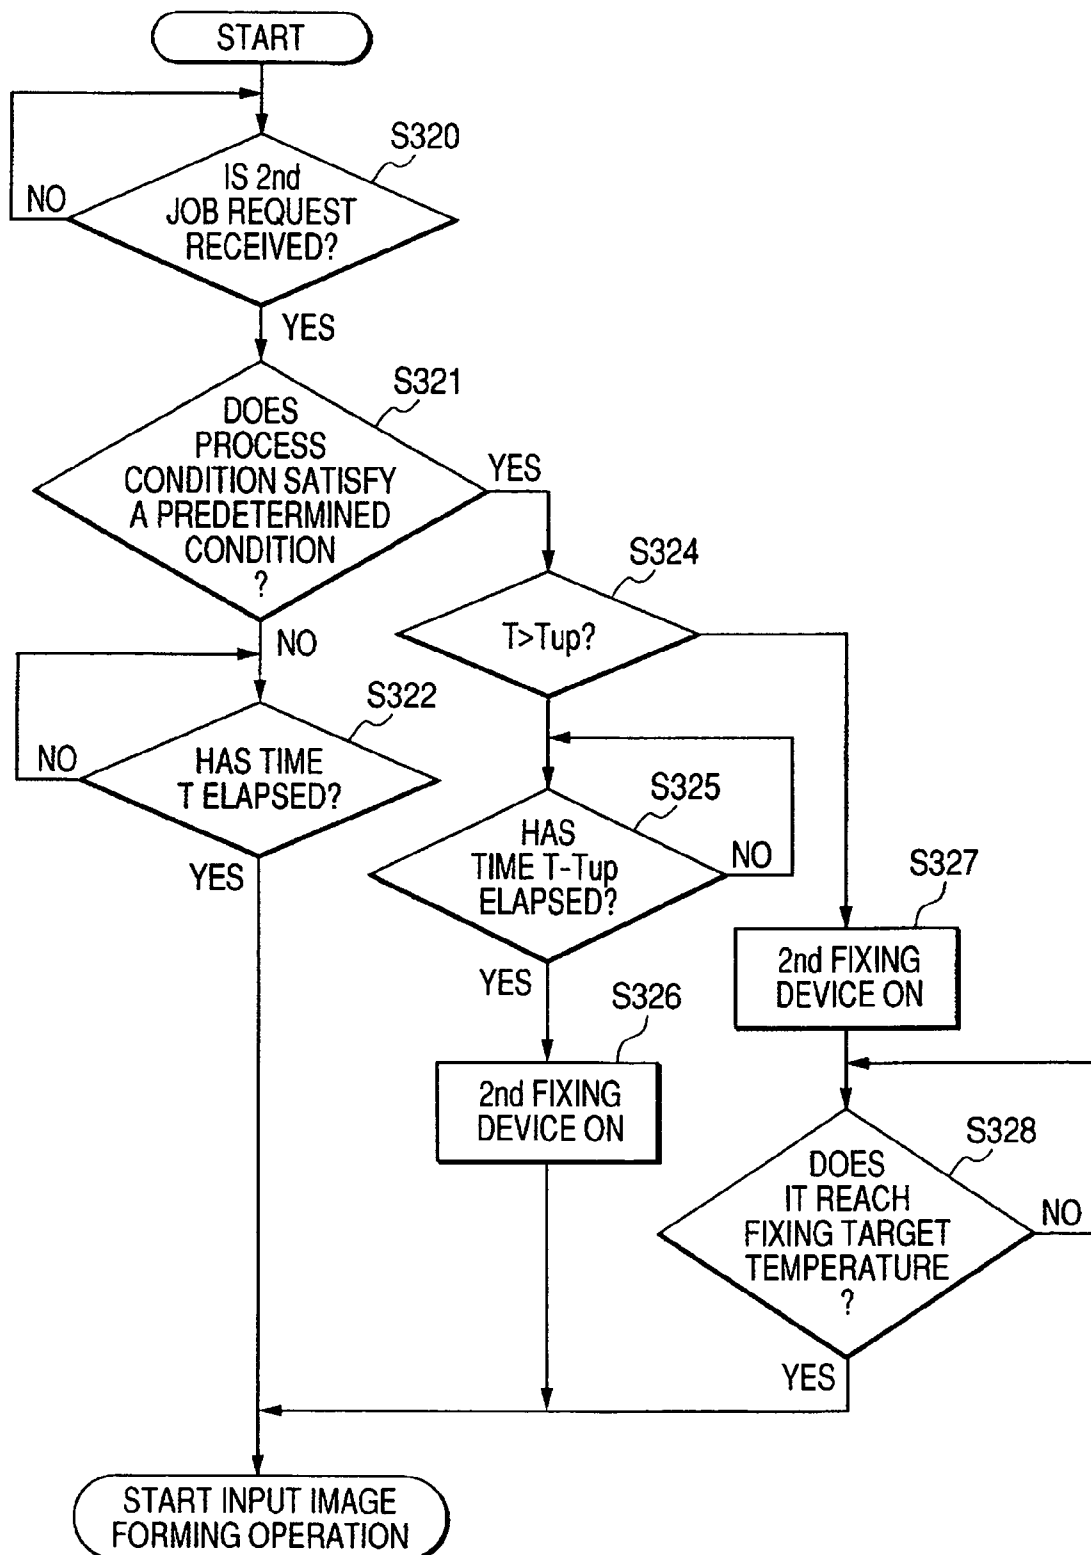 START
S320
IS 2nd
JOB REQUEST
RECEIVED?
NO
YES
S321
DOES
PROCESS
CONDITION SATISFY
A PREDETERMINED
CONDITION
?
YES
NO
S324
T>Tup?
S322
HAS TIME
T ELAPSED?
NO
YES
S325
HAS
TIME T-Tup
ELAPSED?
NO
YES
S327
2nd FIXING
DEVICE ON
S326
2nd FIXING
DEVICE ON
S328
DOES
IT REACH
FIXING TARGET
TEMPERATURE
?
NO
YES
START INPUT IMAGE
FORMING OPERATION